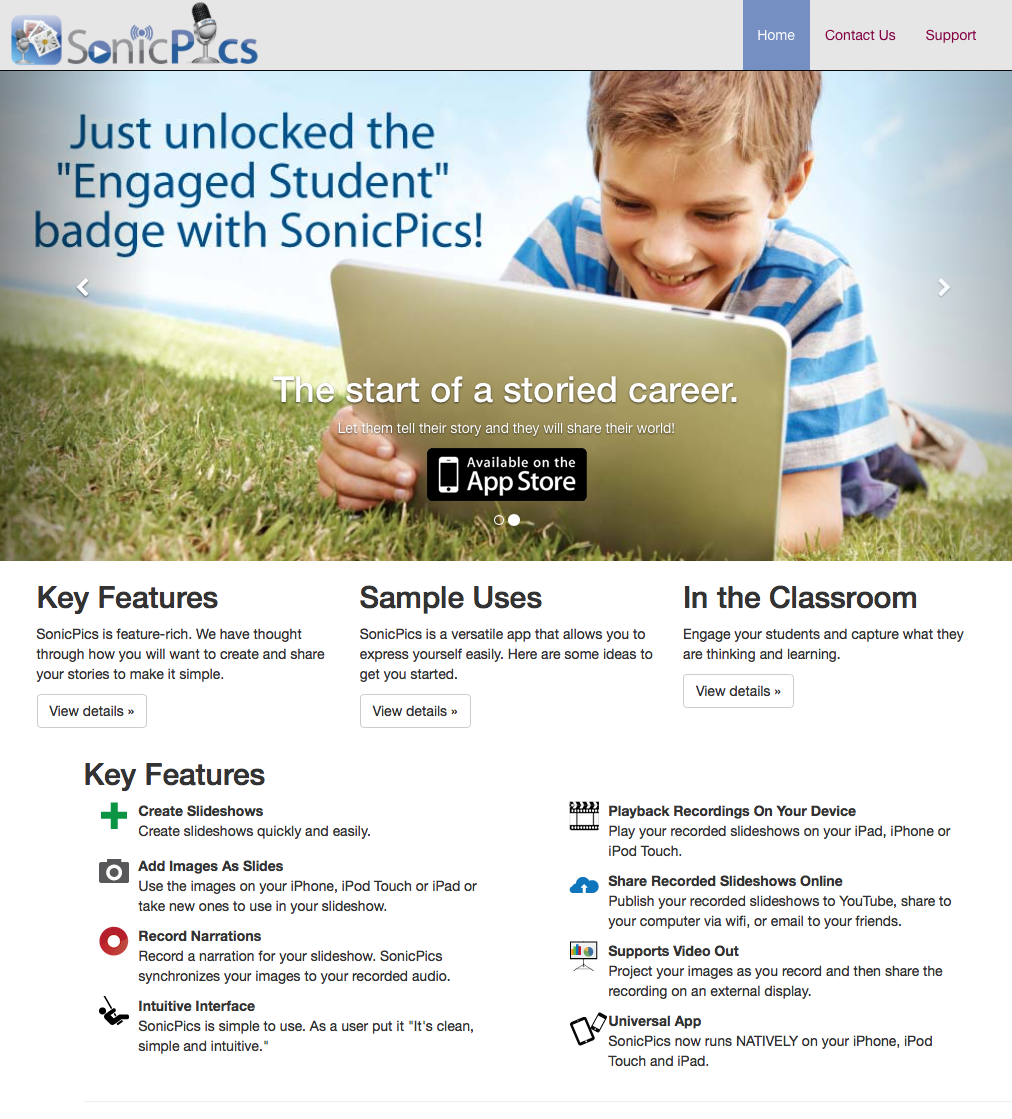 SonicPics
Home Contact Us Support
Just unlocked the
"Engaged Student"
badge with SonicPics!
The start of a storied career.
Let them tell their story and they will share their world!
Available on the
App Store
Key Features
SonicPics is feature-rich. We have thought
through how you will want to create and share
your stories to make it simple.
View details »
Sample Uses
SonicPics is a versatile app that allows you to
express yourself easily. Here are some ideas to
get you started.
View details »
In the Classroom
Engage your students and capture what they
are thinking and learning.
View details »
Key Features
Create Slideshows
Create slideshows quickly and easily.
Add Images As Slides
Use the images on your iPhone, iPod Touch or iPad or
take new ones to use in your slideshow.
Record Narrations
Record a narration for your slideshow. SonicPics
synchronizes your images to your recorded audio.
Intuitive Interface
SonicPics is simple to use. As a user put it "It's clean,
simple and intuitive."
Playback Recordings On Your Device
Play your recorded slideshows on your iPad, iPhone or
iPod Touch.
Share Recorded Slideshows Online
Publish your recorded slideshows to YouTube, share to
your computer via wifi, or email to your friends.
Supports Video Out
Project your images as you record and then share the
recording on an external display.
Universal App
SonicPics now runs NATIVELY on your iPhone, iPod
Touch and iPad.